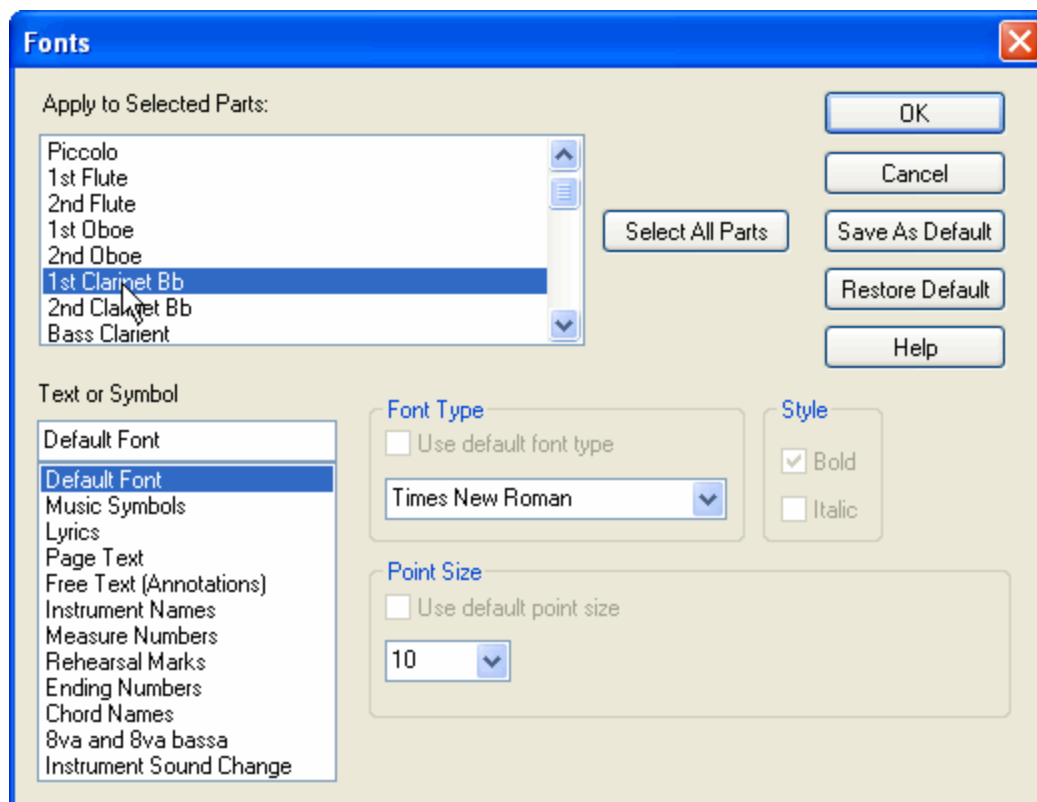 Fonts
Apply to Selected Parts:
Piccolo
1st Flute
2nd Flute
1st Oboe
2nd Oboe
1st Clarinet Bb
2nd Clarinet Bb
Bass Clarient
Select All Parts
OK
Cancel
Save As Default
Restore Default
Help
Text or Symbol
Default Font
Default Font
Music Symbols
Lyrics
Page Text
Free Text (Annotations)
Instrument Names
Measure Numbers
Rehearsal Marks
Ending Numbers
Chord Names
8va and 8va bassa
Instrument Sound Change
Font Type
Use default font type
Times New Roman
Style
Bold
Italic
Point Size
Use default point size
10